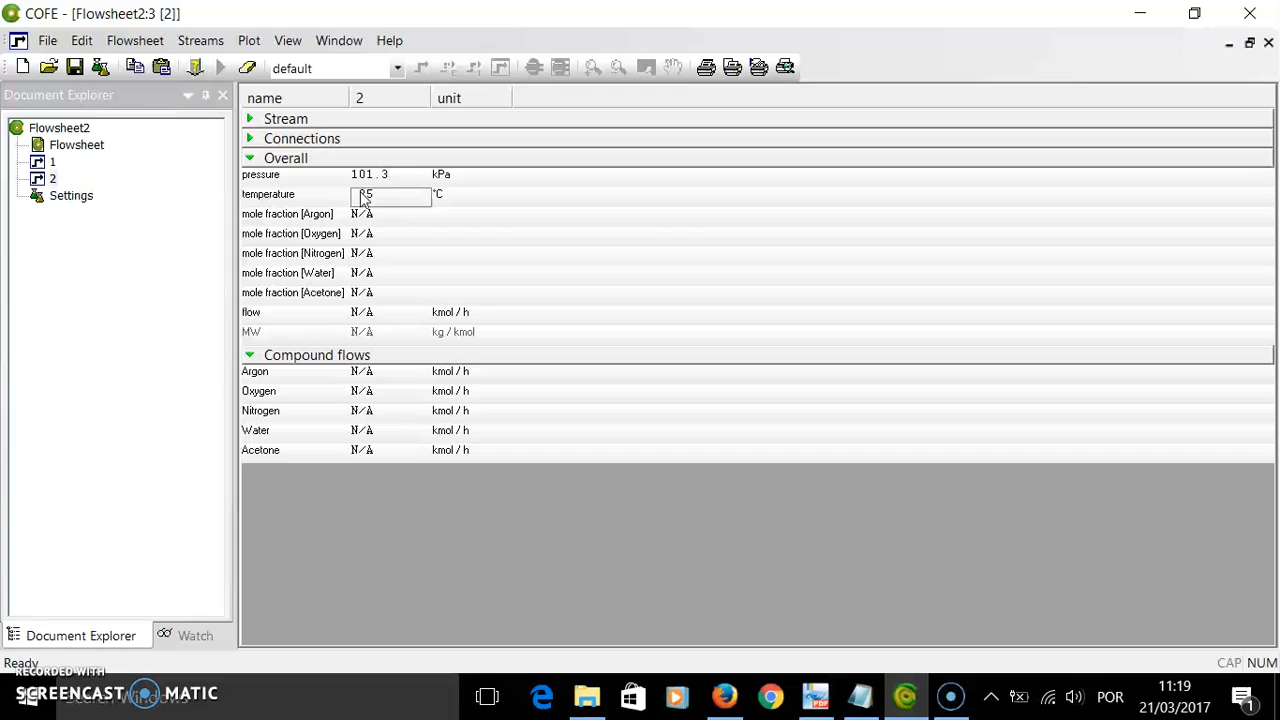 COFE - [Flowsheet2:3 [2]]
File Edit Flowsheet Streams Plot View Window Help
default
Document Explorer
Flowsheet2
Flowsheet
1
2
Settings
name 2 unit
Stream
Connections
Overall
pressure 101.3 kPa
temperature °C
mole fraction [Argon] N/A
mole fraction [Oxygen] N/A
mole fraction [Nitrogen] N/A
mole fraction [Water] N/A
mole fraction [Acetone] N/A
flow N/A kmol / h
MW N/A kg / kmol
Compound flows
Argon N/A kmol / h
Oxygen N/A kmol / h
Nitrogen N/A kmol / h
Water N/A kmol / h
Acetone N/A kmol / h
Document Explorer Watch
Ready CAP NUM
RECORDED WITH
SCREENCAST MATIC
Search Windows
POR
11:19
21/03/2017
1